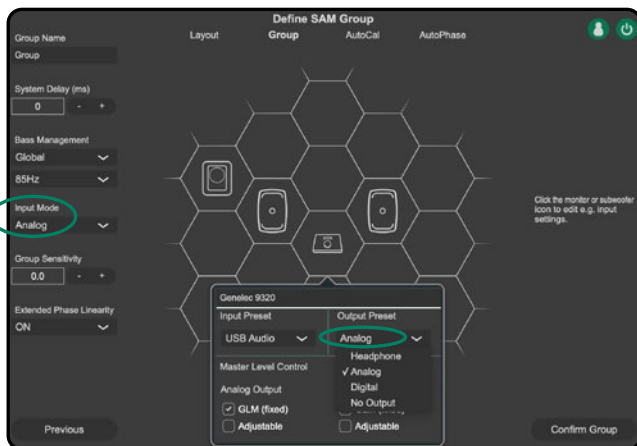 Define SAM Group
Layout
Group
AutoCal
AutoPhase
Group Name
Group
System Delay (ms)
0 - +
Bass Management
Global
85Hz
Input Mode
Analog
Group Sensitivity
0.0 - +
Extended Phase Linearity
ON
Click the monitor or subwoofer
icon to edit e.g. input
settings.
Genelec 9320
Input Preset
USB Audio
Output Preset
Analog
Headphone
✓ Analog
Digital
No Output
Master Level Control
Analog Output
GLM (fixed)
Adjustable
Adjustable
Previous
Confirm Group